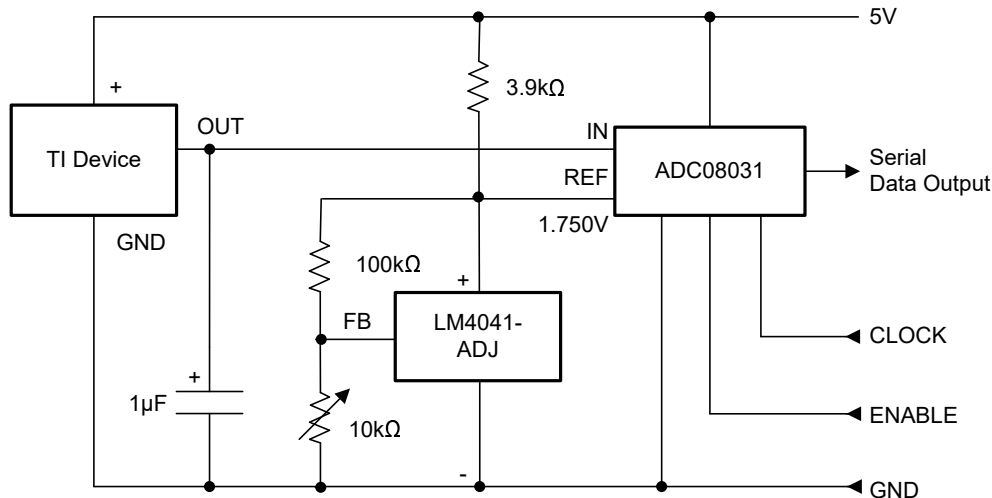 5V
+
3.9kΩ
OUT
IN
TI Device
ADC08031
Serial
Data Output
REF
1.750V
GND
100kΩ
+
FB
LM4041-
ADJ
CLOCK
+
1µF
10kΩ
ENABLE
-
GND